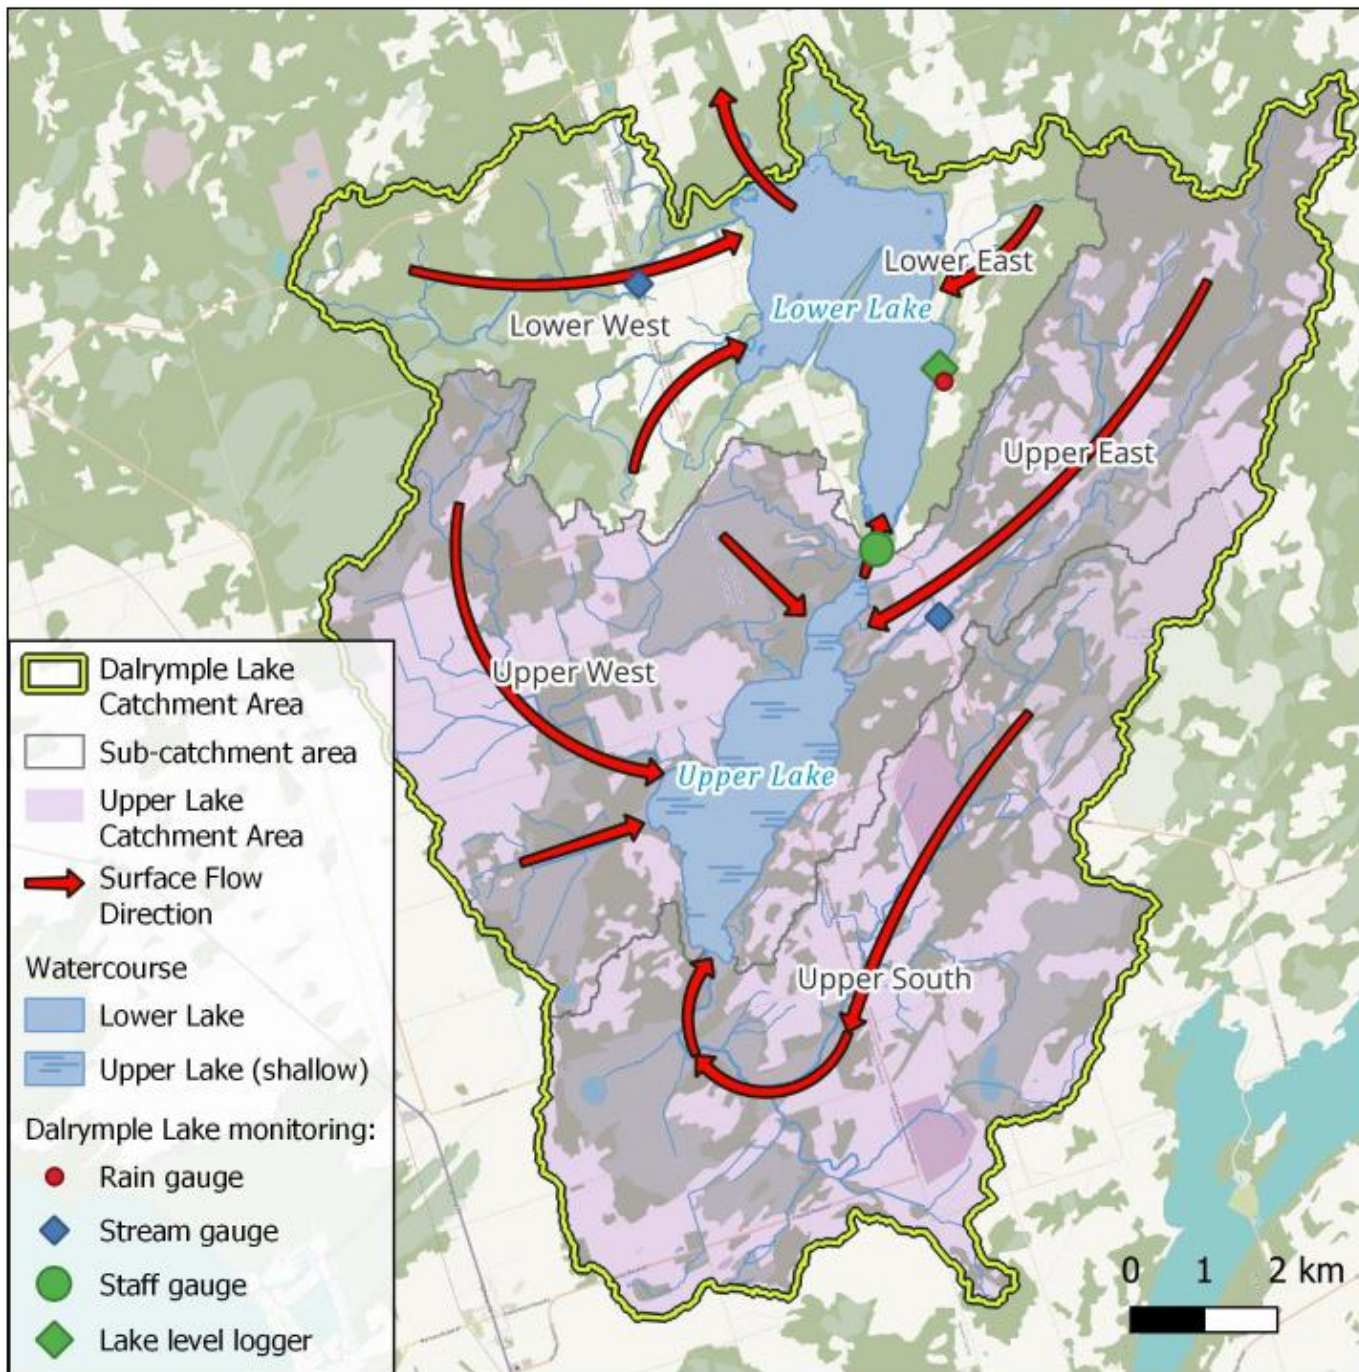 Lower East
Lower Lake
Lower West
Upper East
Upper West
Upper Lake
Upper South
Dalrymple Lake
Catchment Area
Sub-catchment area
Upper Lake
Catchment Area
Surface Flow
Direction
Watercourse
Lower Lake
Upper Lake (shallow)
Dalrymple Lake monitoring:
Rain gauge
Stream gauge
Staff gauge
Lake level logger
0 1 2 km